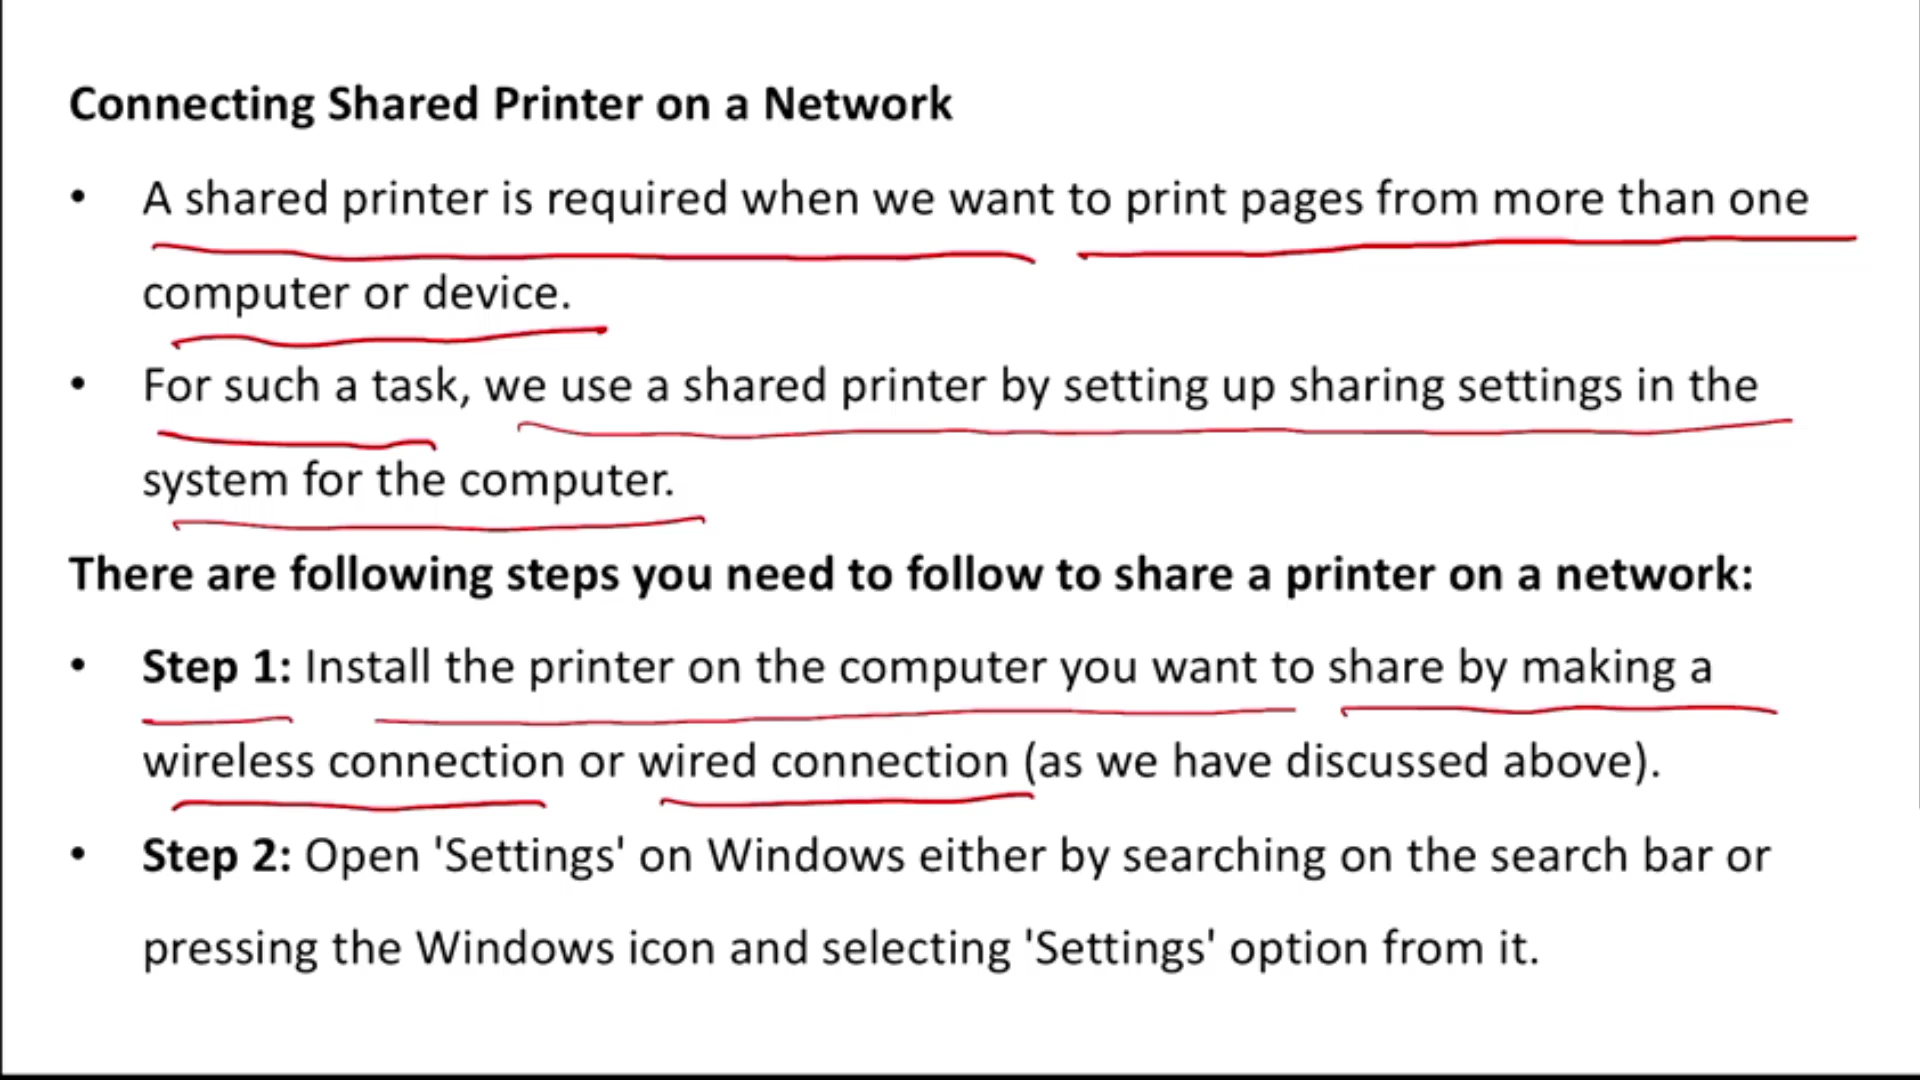 Connecting Shared Printer on a Network
• A shared printer is required when we want to print pages from more than one
computer or device.
• For such a task, we use a shared printer by setting up sharing settings in the
system for the computer.
There are following steps you need to follow to share a printer on a network:
• Step 1: Install the printer on the computer you want to share by making a
wireless connection or wired connection (as we have discussed above).
• Step 2: Open 'Settings' on Windows either by searching on the search bar or
pressing the Windows icon and selecting 'Settings' option from it.